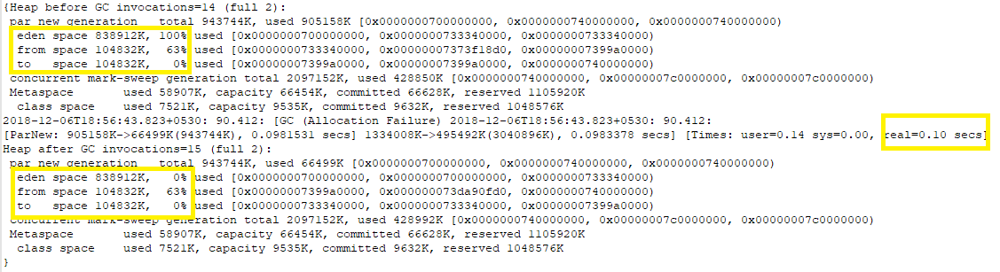 {Heap before GC invocations=14 (full 2):
par new generation total 943744K, used 905158K [0x0000000700000000, 0x0000000740000000, 0x0000000740000000)
eden space 838912K, 100% used [0x0000000700000000, 0x0000000733340000, 0x0000000733340000)
from space 104832K, 63% used [0x0000000733340000, 0x00000007373f18d0, 0x00000007399a0000)
to space 104832K, 0% used [0x00000007399a0000, 0x00000007399a0000, 0x0000000740000000)
concurrent mark-sweep generation total 2097152K, used 428850K [0x0000000740000000, 0x00000007c0000000, 0x00000007c0000000)
Metaspace used 58907K, capacity 66454K, committed 66628K, reserved 1105920K
class space used 7521K, capacity 9535K, committed 9632K, reserved 1048576K
2018-12-06T18:56:43.823+0530: 90.412: [GC (Allocation Failure) 2018-12-06T18:56:43.823+0530: 90.412:
[ParNew: 905158K->66499K(943744K), 0.0981531 secs] 1334008K->495492K(3040896K), 0.0983378 secs] [Times: user=0.14 sys=0.00, real=0.10 secs]
Heap after GC invocations=15 (full 2):
par new generation total 943744K, used 66499K [0x0000000700000000, 0x0000000740000000, 0x0000000740000000)
eden space 838912K, 0% used [0x0000000700000000, 0x0000000700000000, 0x0000000733340000)
from space 104832K, 63% used [0x00000007399a0000, 0x000000073da90fd0, 0x0000000740000000)
to space 104832K, 0% used [0x0000000733340000, 0x0000000733340000, 0x00000007399a0000)
concurrent mark-sweep generation total 2097152K, used 428992K [0x0000000740000000, 0x00000007c0000000, 0x00000007c0000000)
Metaspace used 58907K, capacity 66454K, committed 66628K, reserved 1105920K
class space used 7521K, capacity 9535K, committed 9632K, reserved 1048576K
}